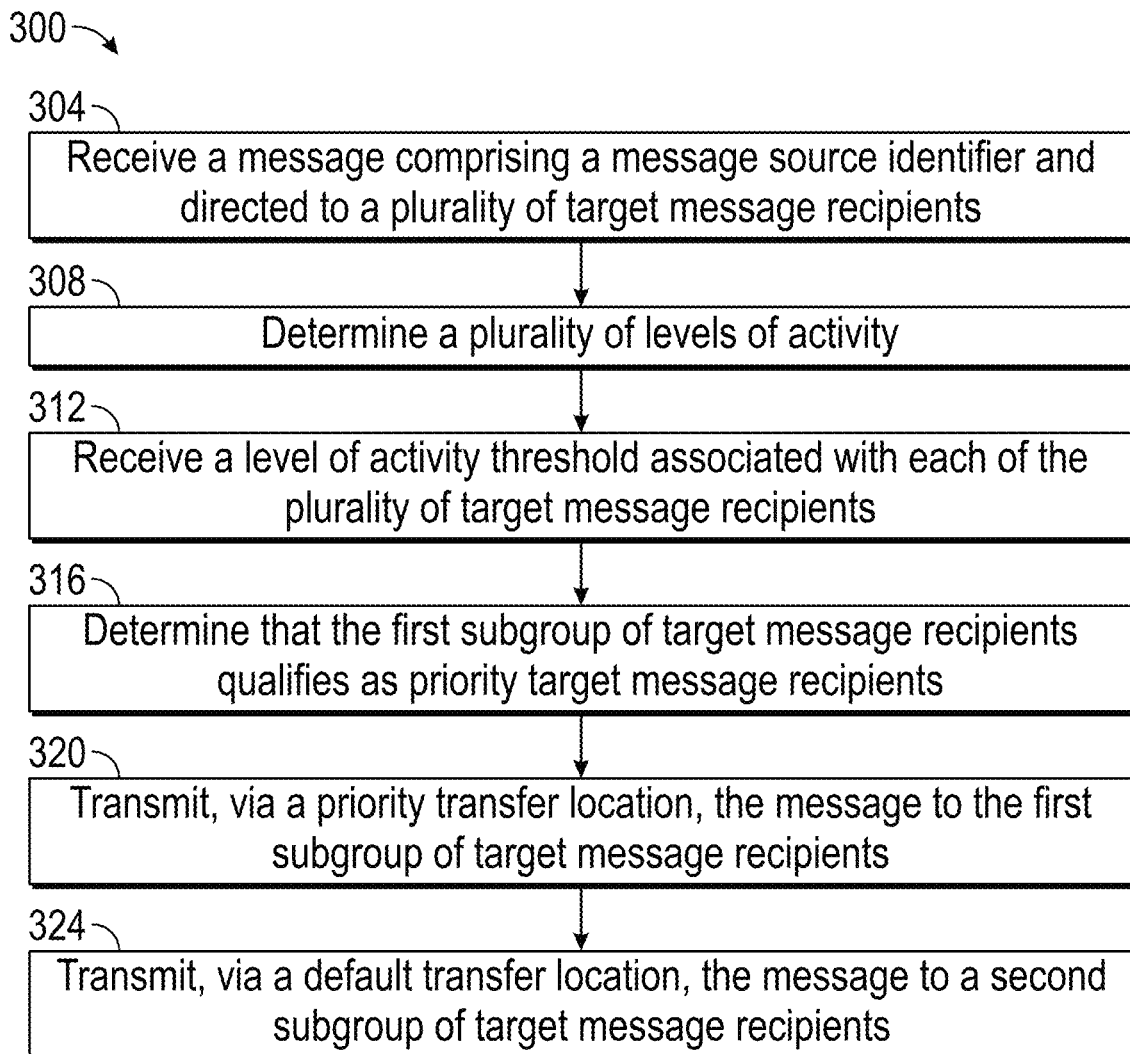 300
304
Receive a message comprising a message source identifier and
directed to a plurality of target message recipients
308
Determine a plurality of levels of activity
312
Receive a level of activity threshold associated with each of the
plurality of target message recipients
316
Determine that the first subgroup of target message recipients
qualifies as priority target message recipients
320
Transmit, via a priority transfer location, the message to the first
subgroup of target message recipients
324
Transmit, via a default transfer location, the message to a second
subgroup of target message recipients